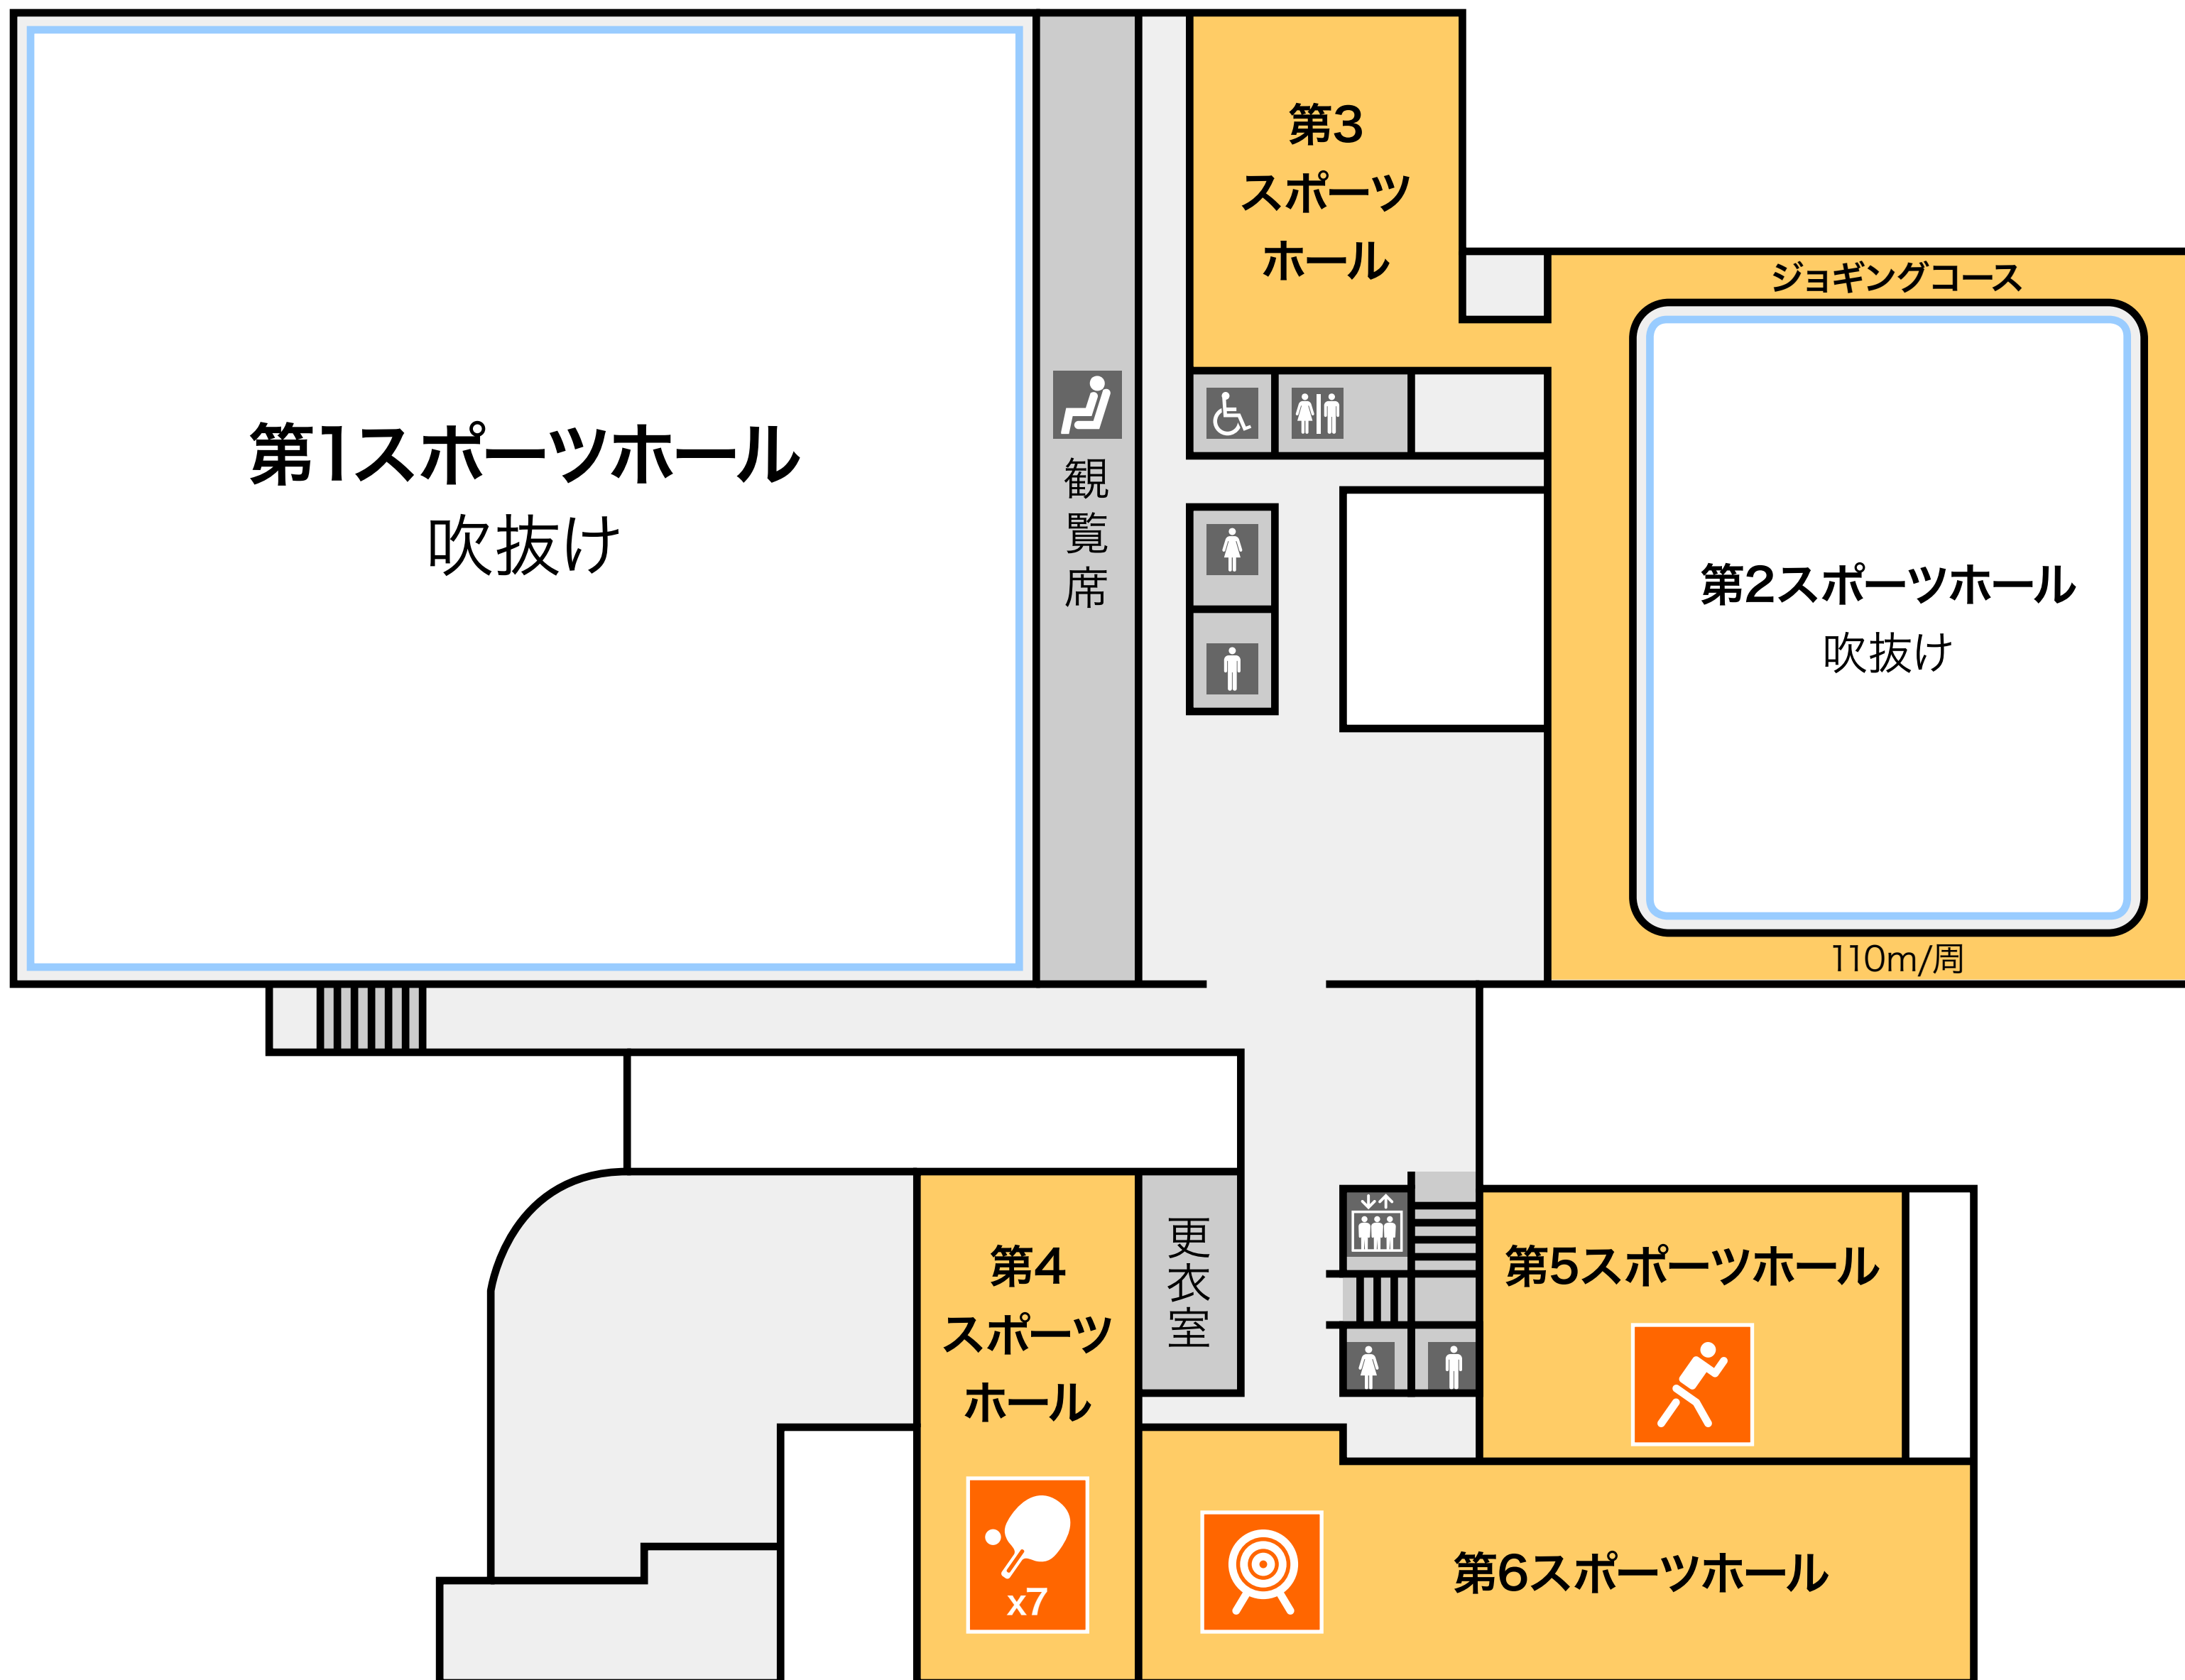 第1スポーツホール
吹抜け
観覧席
第3
スポーツ
ホール
ジョギングコース
第2スポーツホール
吹抜け
110m/周
第4
スポーツ
ホール
x7
更衣室
第5スポーツホール
第6スポーツホール